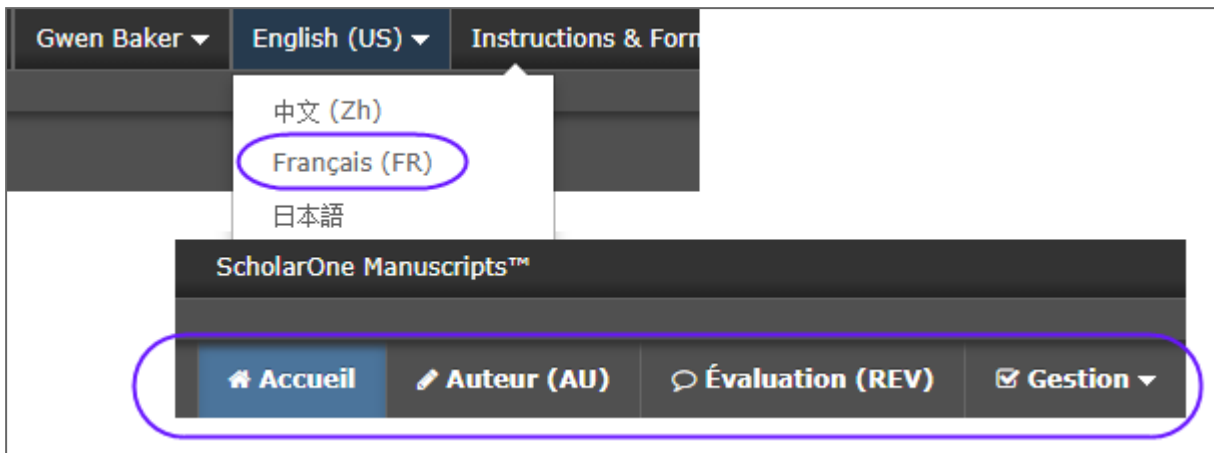 Gwen Baker English (US) Instructions & Forn
中文 (Zh)
Français (FR)
日本語
ScholarOne Manuscripts™
Accueil Auteur (AU) Évaluation (REV) Gestion